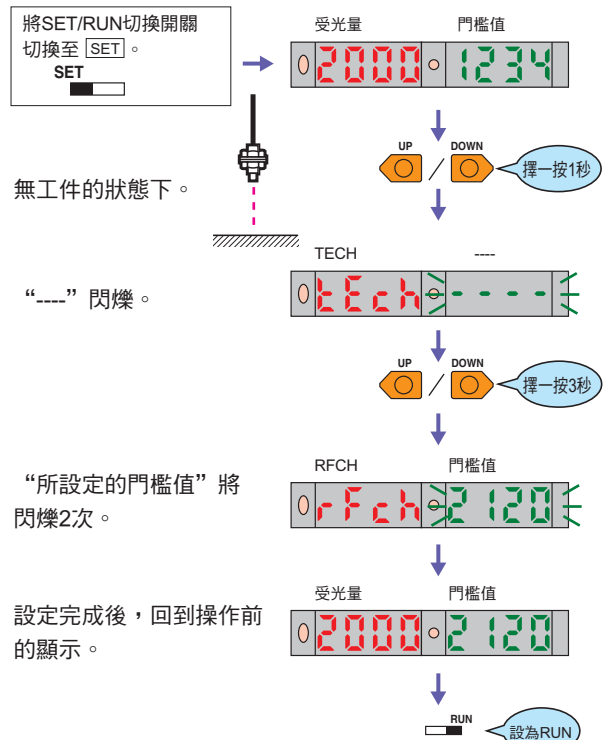 將SET/RUN切換開關
切換至 SET 。
SET
受光量 門檻值
2000 1234
UP DOWN
擇一按1秒
無工件的狀態下。
TECH ----
tEch ----
“----”閃爍。
UP DOWN
擇一按3秒
RFCH 門檻值
rFch 2120
“所設定的門檻值”將
閃爍2次。
受光量 門檻值
2000 2120
設定完成後，回到操作前
的顯示。
RUN
設為RUN